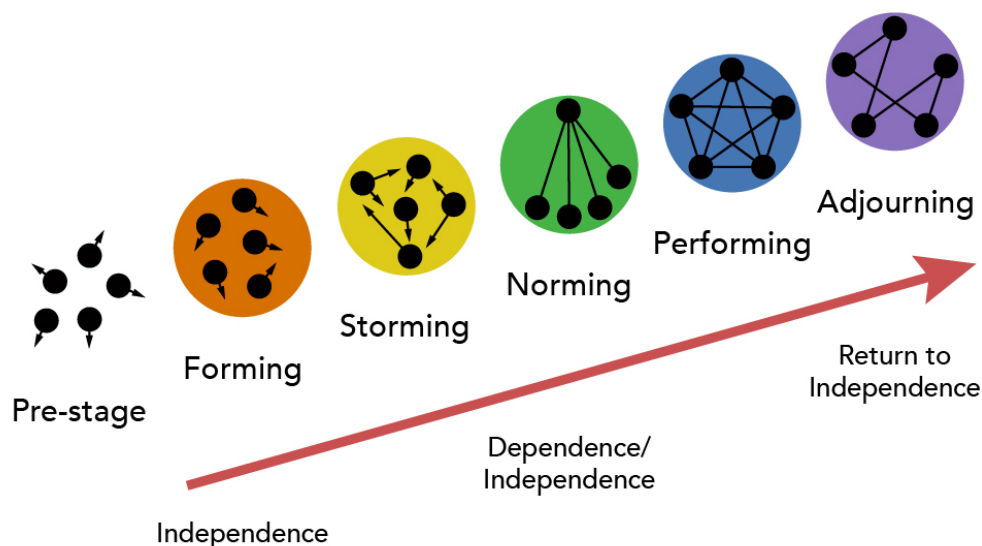 Pre-stage
Forming
Storming
Norming
Performing
Adjourning
Independence
Dependence/
Independence
Return to
Independence